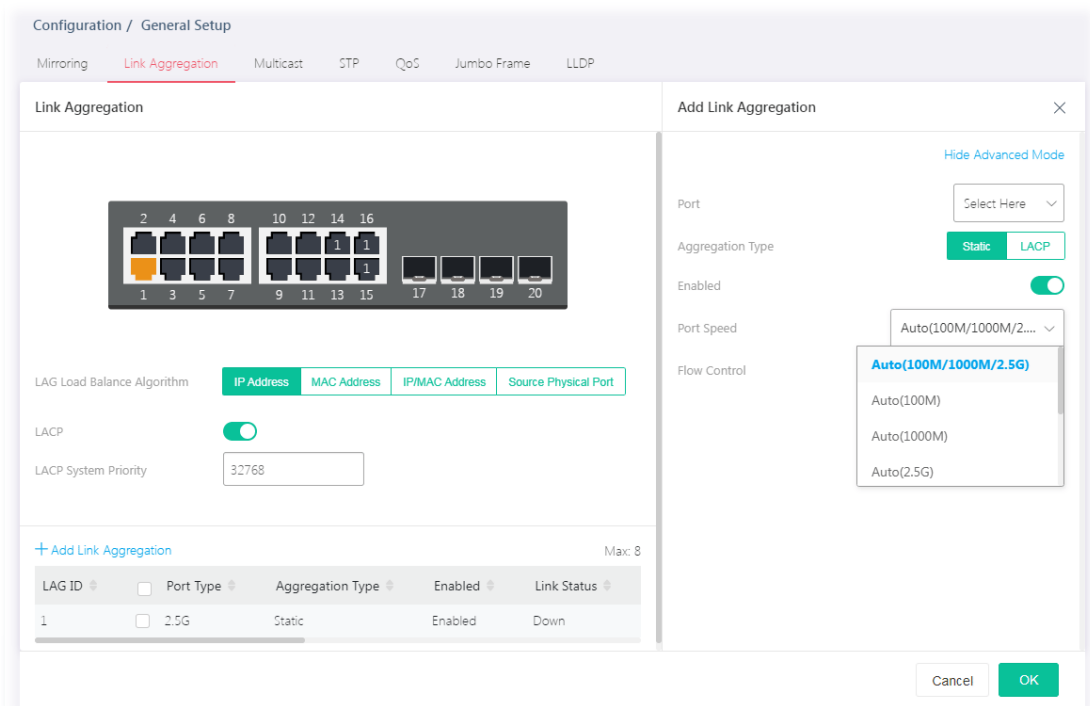 Configuration / General Setup
Mirroring Link Aggregation Multicast STP QoS Jumbo Frame LLDP
Link Aggregation
2 4 6 8 10 12 14 16
1 1
1
1 3 5 7 9 11 13 15 17 18 19 20
LAG Load Balance Algorithm IP Address MAC Address IP/MAC Address Source Physical Port
LACP
LACP System Priority 32768
+ Add Link Aggregation Max: 8
LAG ID Port Type Aggregation Type Enabled Link Status
1 2.5G Static Enabled Down
Add Link Aggregation
Hide Advanced Mode
Port Select Here
Aggregation Type Static LACP
Enabled
Port Speed Auto(100M/1000M/2....
Flow Control
Auto(100M/1000M/2.5G)
Auto(100M)
Auto(1000M)
Auto(2.5G)
Cancel OK